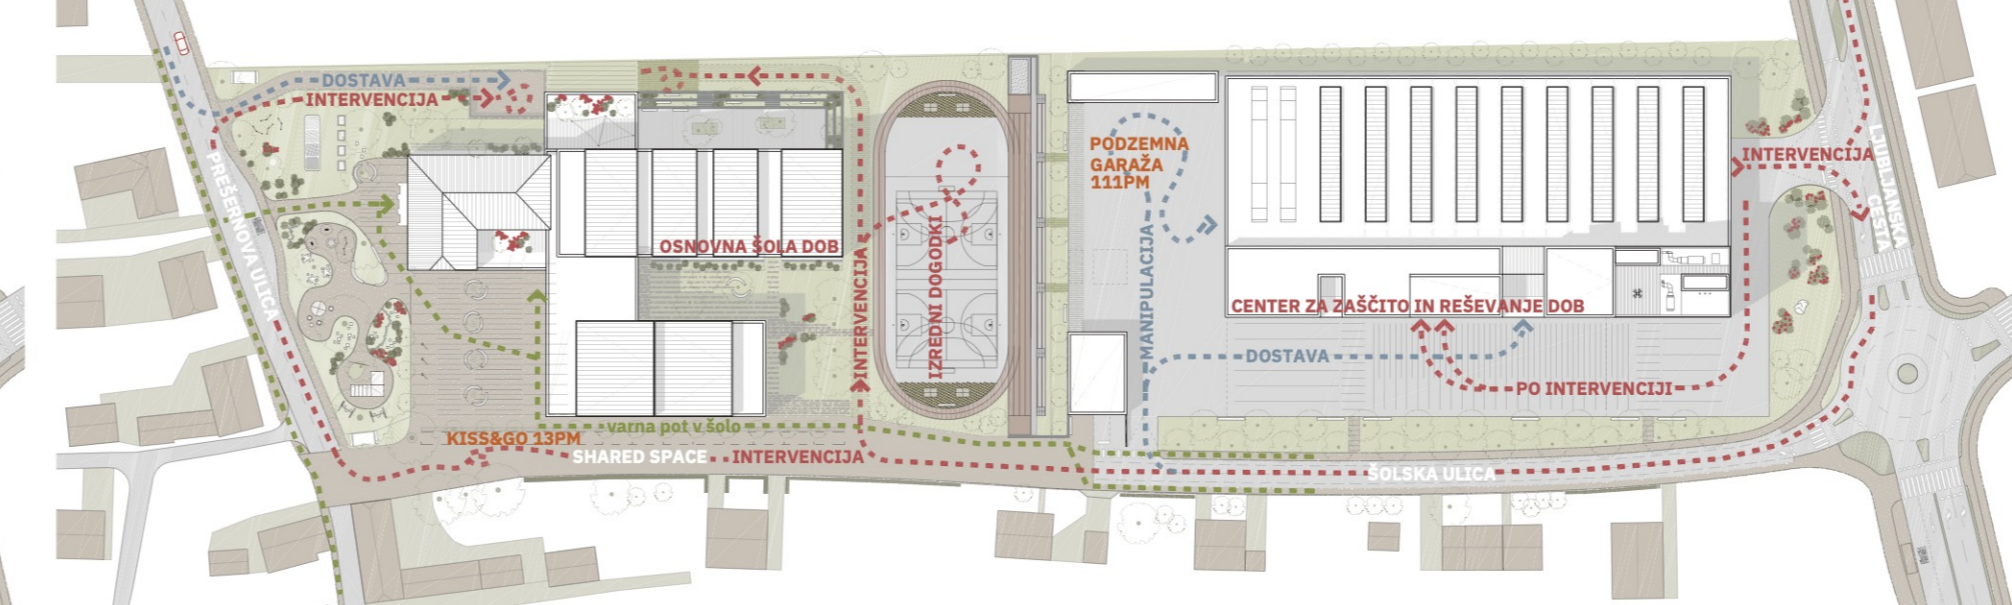 DOSTAVA
INTERVENCIJA
PREŠERNOVA ULICA
OSNOVNA ŠOLA DOB
INTERVENCIJA
IZREDNI DOGODKI
PODZEMNA
GARAŽA
111PM
MANIPULACIJA
INTERVENCIJA
LJUBLJANSKA
CESTA
CENTER ZA ZAŠČITO IN REŠEVANJE DOB
DOSTAVA
PO INTERVENCIJI
varna pot v šolo
KISS&GO 13PM
SHARED SPACE
INTERVENCIJA
ŠOLSKA ULICA